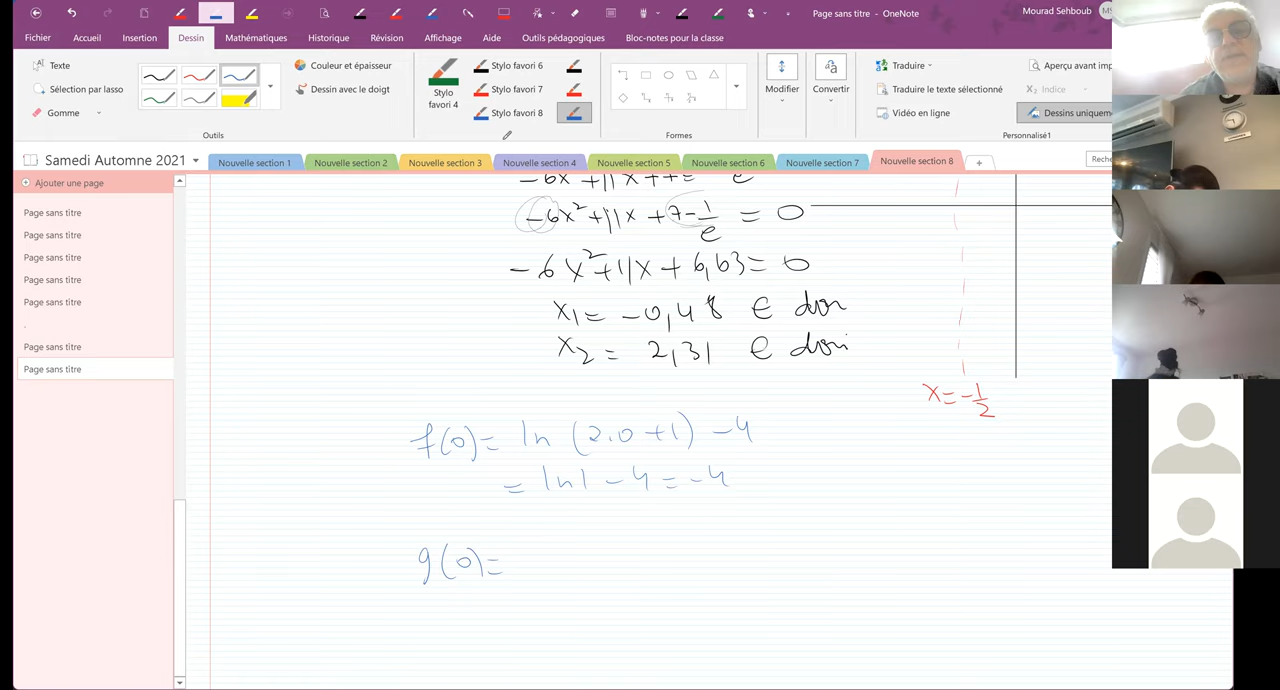 Page sans titre - OneNote
Mourad Sehboub
MS
Fichier Accueil Insertion Dessin Mathématiques Historique Révision Affichage Aide Outils pédagogiques Bloc-notes pour la classe
Texte
Sélection par lasso
Gomme
Couleur et épaisseur
Dessin avec le doigt
Outils
Stylo favori 4
Stylo favori 6
Stylo favori 7
Stylo favori 8
Formes
Modifier
Convertir
Traduire
Traduire le texte sélectionné
Vidéo en ligne
Aperçu avant imp
Indice
Dessins uniqueme
Personnalisé1
Samedi Automne 2021
Nouvelle section 1 Nouvelle section 2 Nouvelle section 3 Nouvelle section 4 Nouvelle section 5 Nouvelle section 6 Nouvelle section 7 Nouvelle section 8
Reche
Ajouter une page
Page sans titre
Page sans titre
Page sans titre
Page sans titre
Page sans titre
.
Page sans titre
Page sans titre
-6x² + 11x + 7 - 1/e = 0
-6x² + 11x + 6,63 = 0
x₁ = -0,48 ∈ dom
x₂ = 2,31 ∈ dom
x = -1/2
f(0) = ln (2.0 + 1) - 4
= ln 1 - 4 = -4
g(0) =